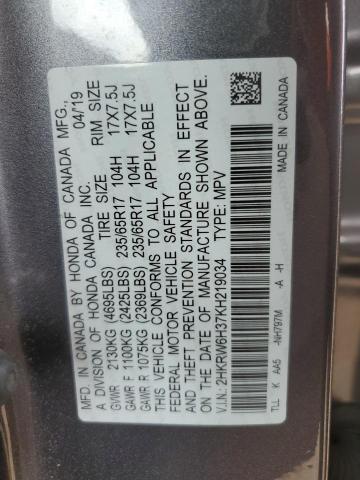 MFD. IN CANADA BY HONDA OF CANADA MFG., 04/19
A DIVISION OF HONDA CANADA INC.
TIRE SIZE RIM SIZE
GVWR 2130KG (4695LBS)
GAWR F 1100KG (2425LBS) 235/65R17 104H 17X7.5J
GAWR R 1075KG (2369LBS) 235/65R17 104H 17X7.5J
THIS VEHICLE CONFORMS TO ALL APPLICABLE
FEDERAL MOTOR VEHICLE SAFETY
AND THEFT PREVENTION STANDARDS IN EFFECT
ON THE DATE OF MANUFACTURE SHOWN ABOVE.
V.I.N.: 2HKRW6H37KH219034 TYPE: MPV
TLL K AA5 -NH797M -A -H
MADE IN CANADA